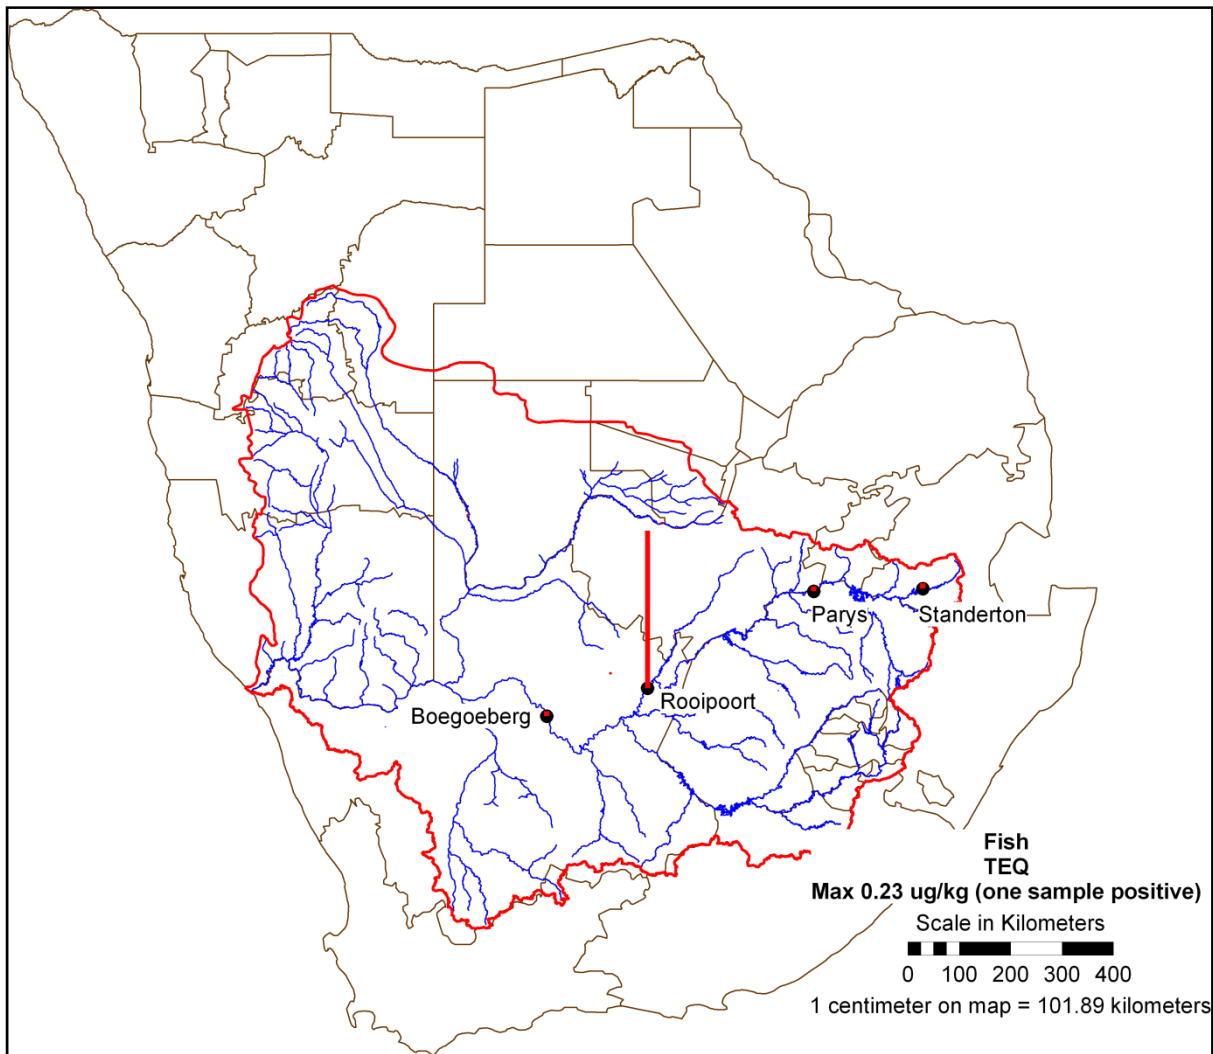 Parys
Standerton
Rooipoort
Boegoeberg
Fish
TEQ
Max 0.23 ug/kg (one sample positive)
Scale in Kilometers
0 100 200 300 400
1 centimeter on map = 101.89 kilometers